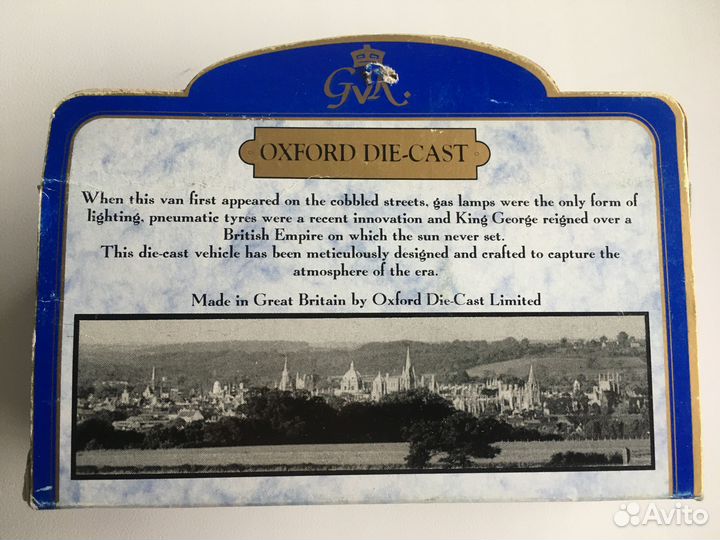 GVR.
OXFORD DIE-CAST
When this van first appeared on the cobbled streets, gas lamps were the only form of
lighting, pneumatic tyres were a recent innovation and King George reigned over a
British Empire on which the sun never set.
This die-cast vehicle has been meticulously designed and crafted to capture the
atmosphere of the era.
Made in Great Britain by Oxford Die-Cast Limited
Avito